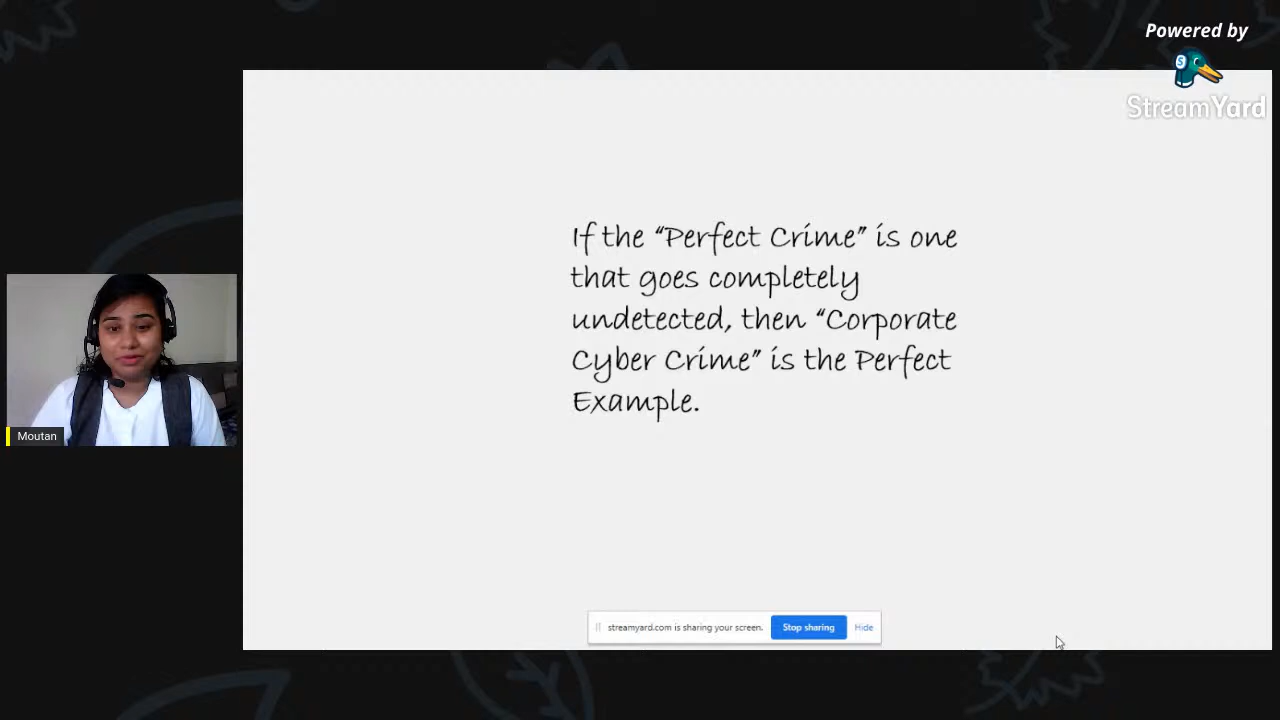 Powered by
StreamYard
If the “Perfect Crime” is one
that goes completely
undetected, then “Corporate
Cyber Crime” is the Perfect
Example.
Moutan
streamyard.com is sharing your screen. Stop sharing Hide